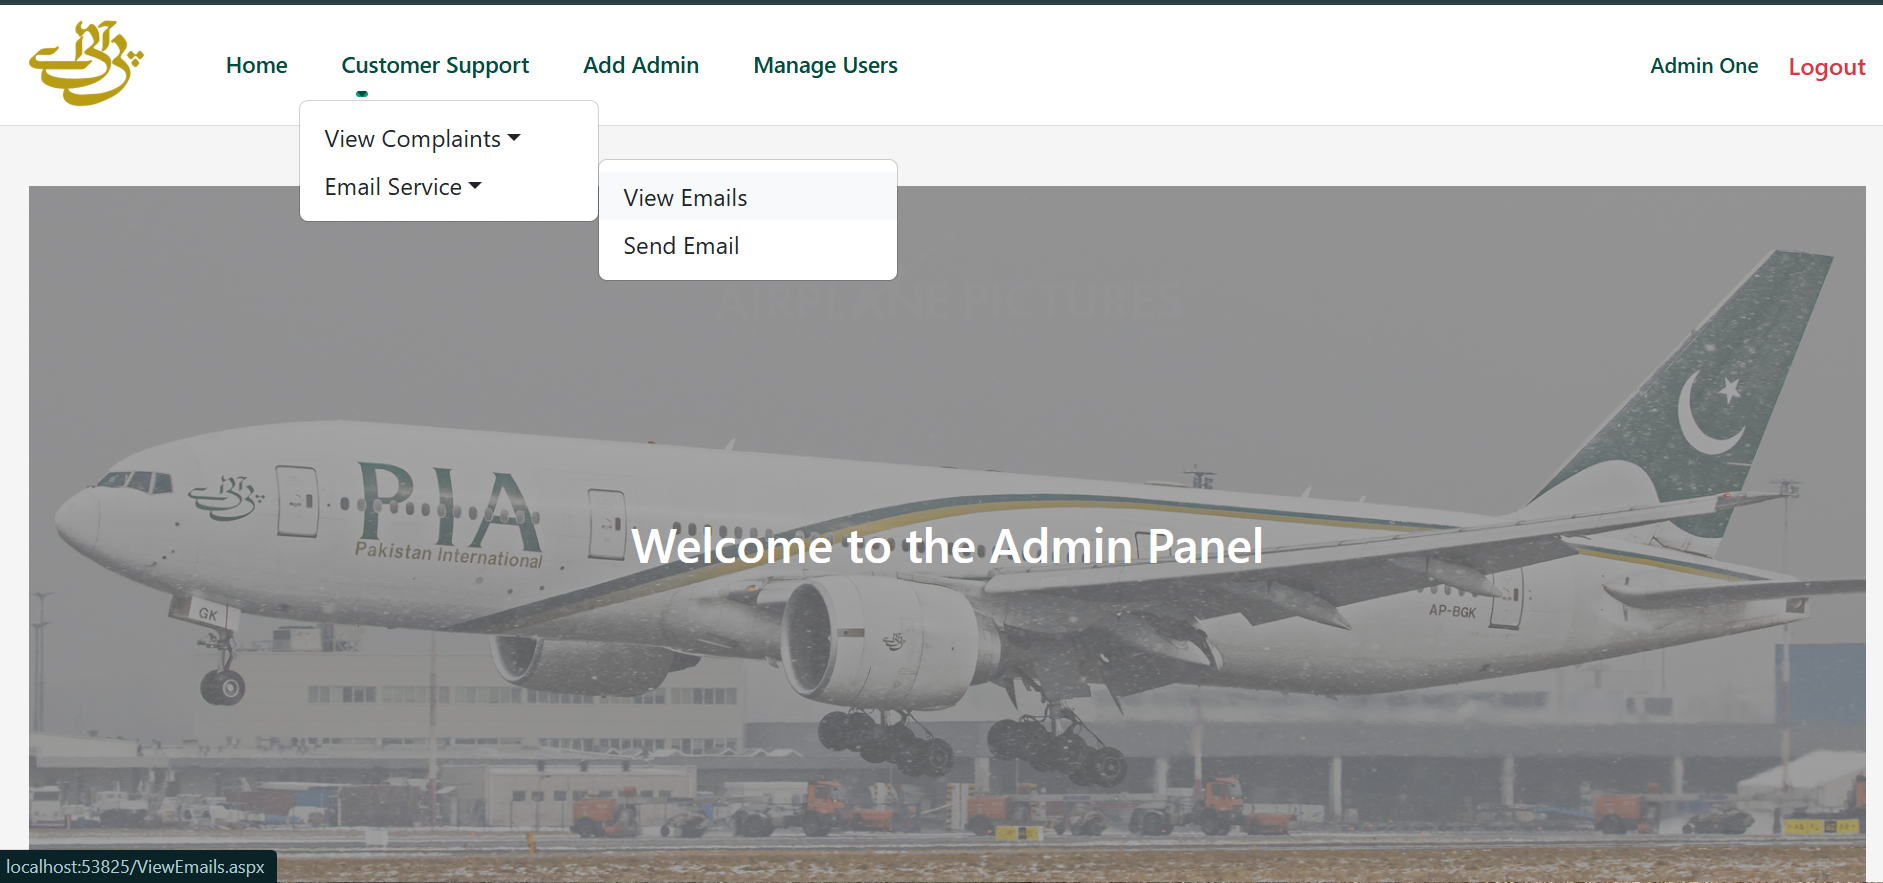 Home
Customer Support
Add Admin
Manage Users
Admin One
Logout
View Complaints
Email Service
View Emails
Send Email
AIRPLANE PICTURES
PIA
Pakistan International
Welcome to the Admin Panel
GK
AP-BGK
localhost:53825/ViewEmails.aspx